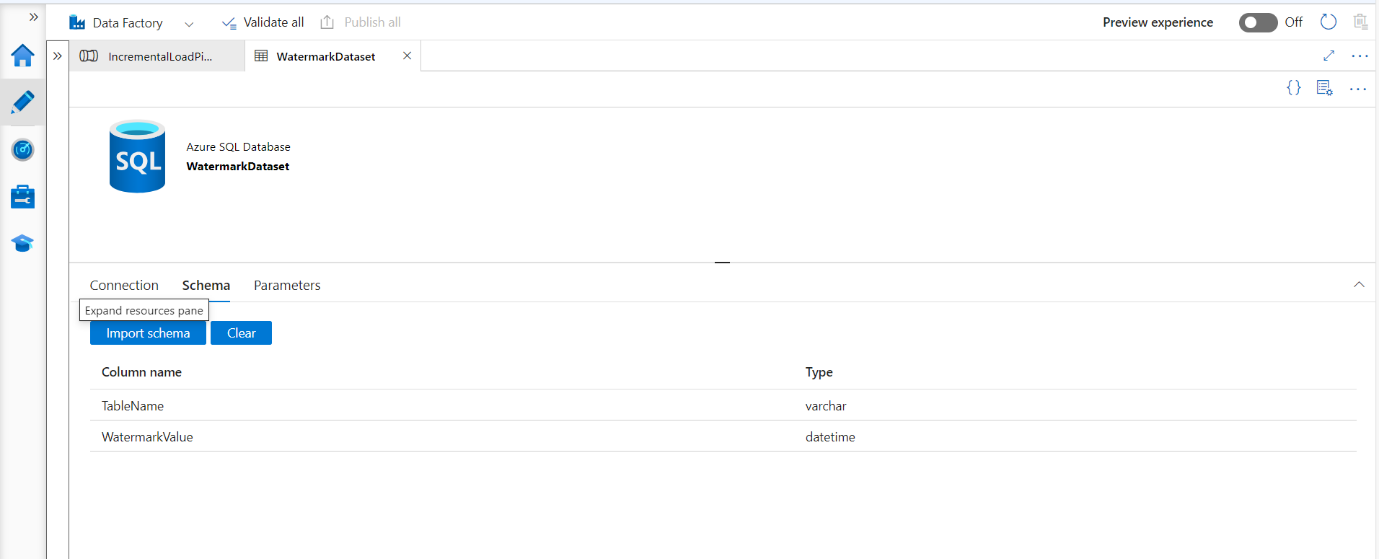 Data Factory Validate all Publish all Preview experience Off
IncrementalLoadPi... WatermarkDataset
{}
SQL
Azure SQL Database
WatermarkDataset
Connection Schema Parameters
Expand resources pane
Import schema Clear
Column name Type
TableName varchar
WatermarkValue datetime